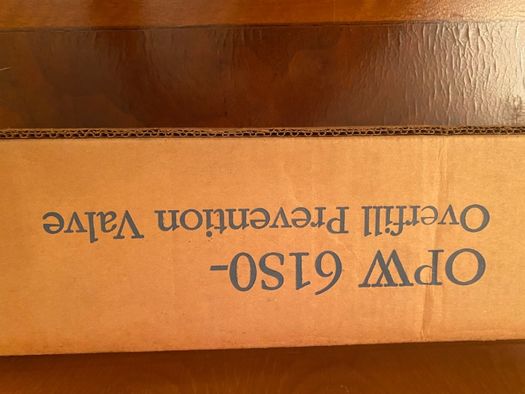 OPW 61SO-
Overfill Prevention Valve